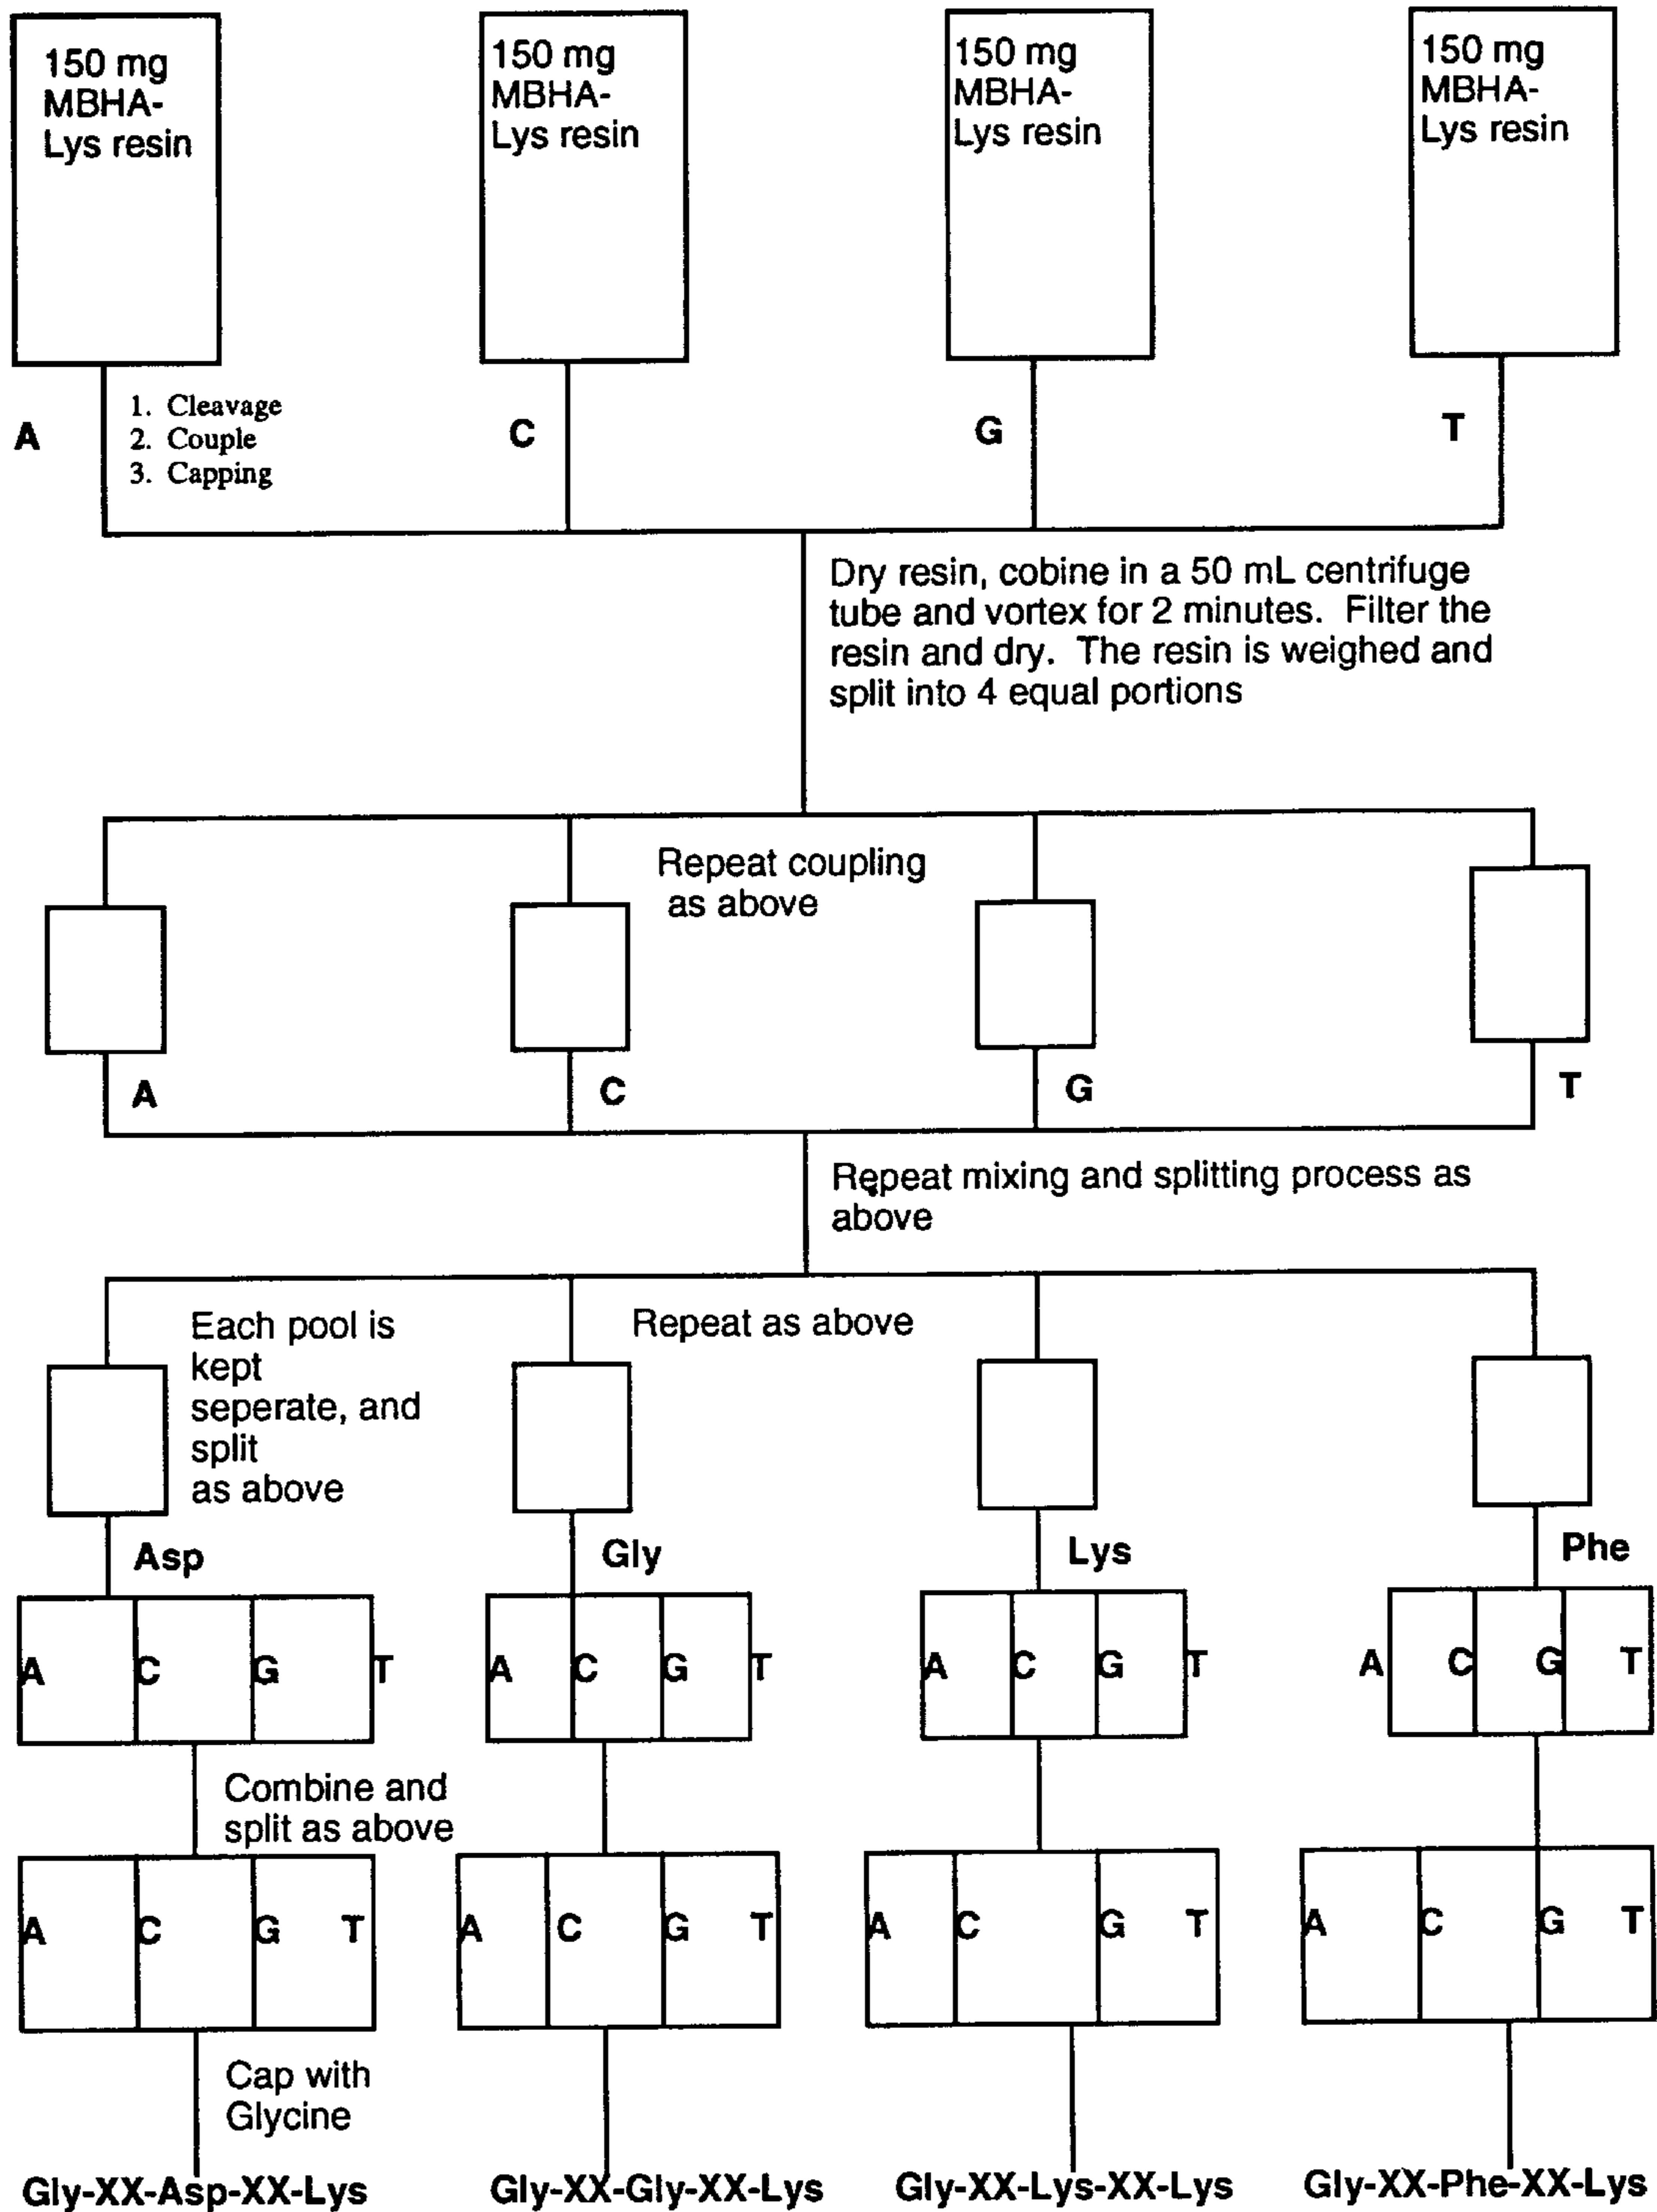 150 mg
MBHA-
Lys resin
150 mg
MBHA-
Lys resin
150 mg
MBHA-
Lys resin
150 mg
MBHA-
Lys resin
A
1. Cleavage
2. Couple
3. Capping
C
G
T
Dry resin, cobine in a 50 mL centrifuge
tube and vortex for 2 minutes. Filter the
resin and dry. The resin is weighed and
split into 4 equal portions
Repeat coupling
as above
A
C
G
T
Repeat mixing and splitting process as
above
Each pool is
kept
seperate, and
split
as above
Repeat as above
Asp
Gly
Lys
Phe
A C G T
A C G T
A C G T
A C G T
Combine and
split as above
A C G T
A C G T
A C G T
A C G T
Cap with
Glycine
Gly-XX-Asp-XX-Lys
Gly-XX-Gly-XX-Lys
Gly-XX-Lys-XX-Lys
Gly-XX-Phe-XX-Lys